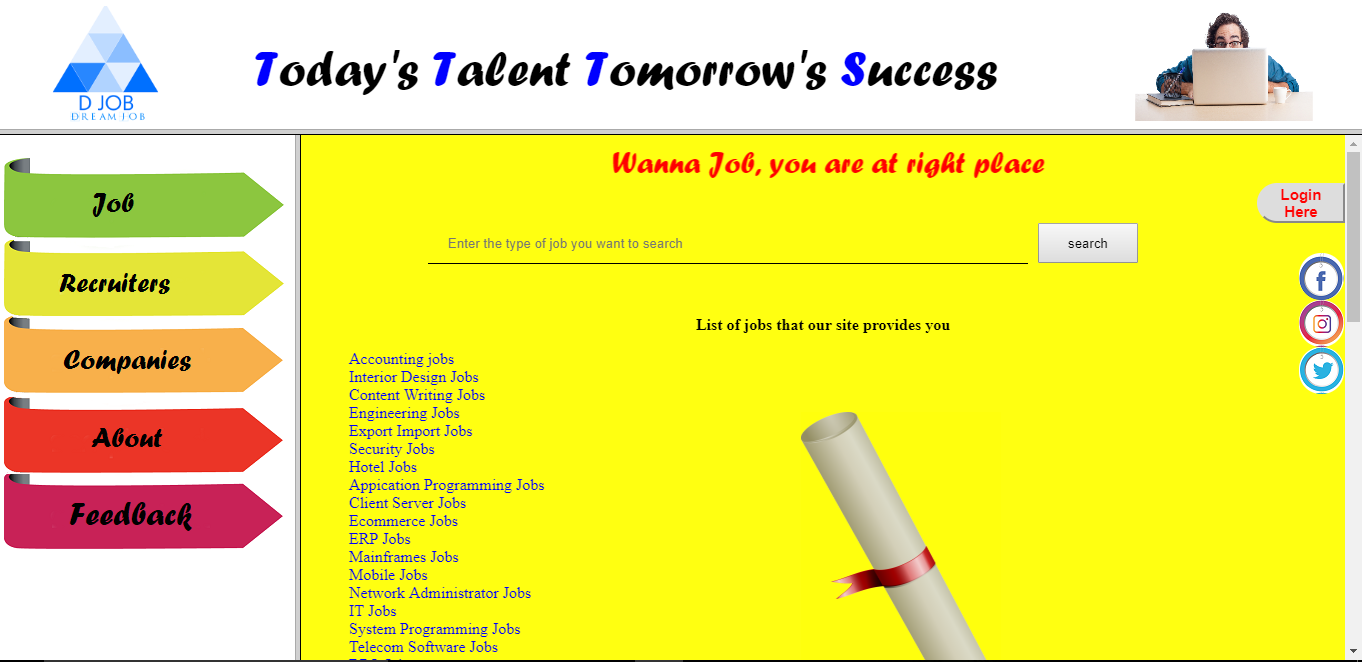 D JOB
DREAM JOB
Today's Talent Tomorrow's Success
Job
Recruiters
Companies
About
Feedback
Wanna Job, you are at right place
Login
Here
Enter the type of job you want to search
search
List of jobs that our site provides you
Accounting jobs
Interior Design Jobs
Content Writing Jobs
Engineering Jobs
Export Import Jobs
Security Jobs
Hotel Jobs
Appication Programming Jobs
Client Server Jobs
Ecommerce Jobs
ERP Jobs
Mainframes Jobs
Mobile Jobs
Network Administrator Jobs
IT Jobs
System Programming Jobs
Telecom Software Jobs